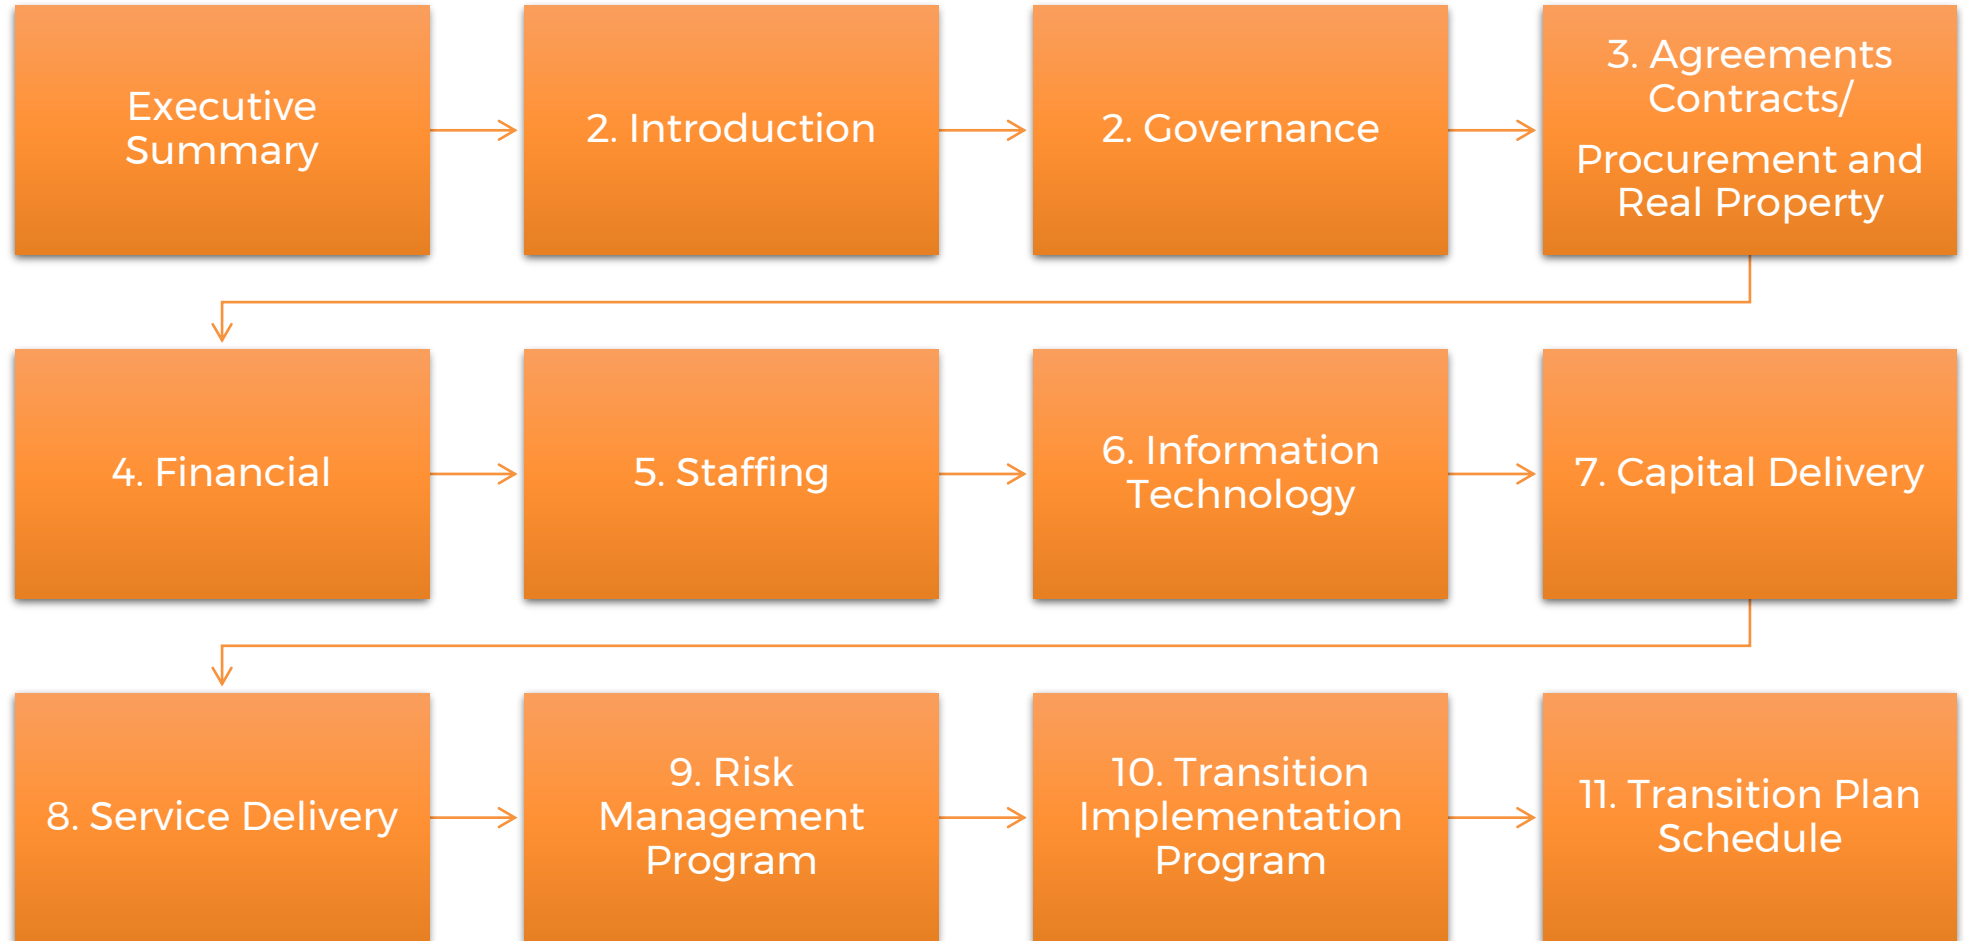 Executive
Summary
2. Introduction
2. Governance
3. Agreements
Contracts/
Procurement and
Real Property
4. Financial
5. Staffing
6. Information
Technology
7. Capital Delivery
8. Service Delivery
9. Risk
Management
Program
10. Transition
Implementation
Program
11. Transition Plan
Schedule